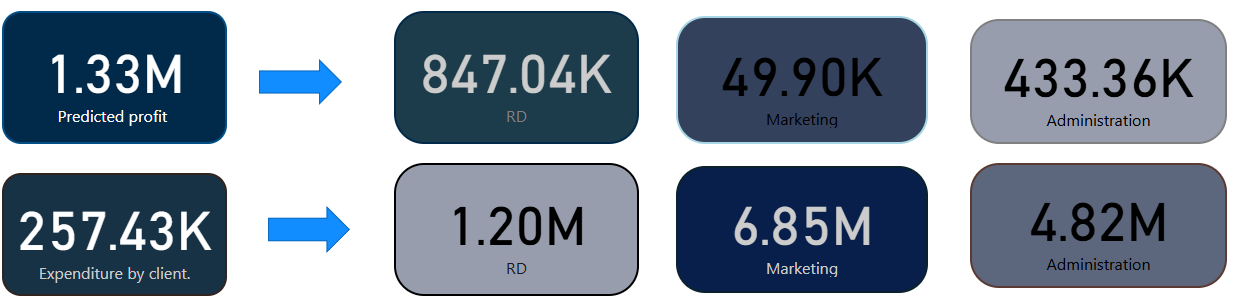 1.33M
Predicted profit
847.04K
RD
49.90K
Marketing
433.36K
Administration
257.43K
Expenditure by client.
1.20M
RD
6.85M
Marketing
4.82M
Administration